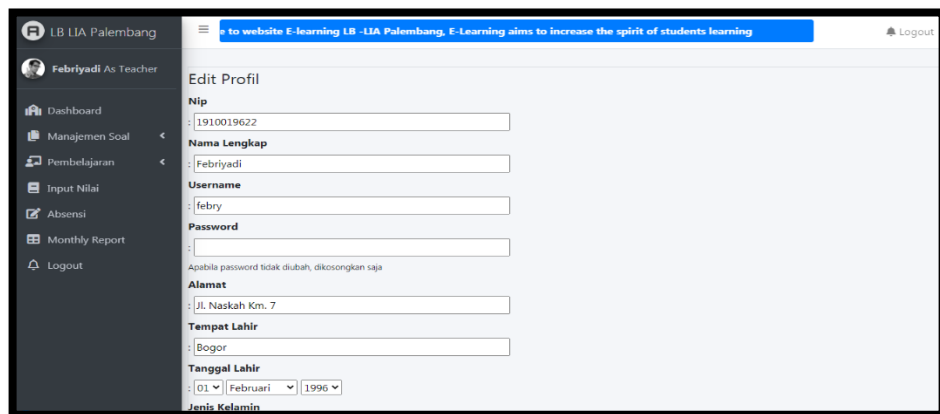 LB LIA Palembang
e to website E-learning LB -LIA Palembang, E-Learning aims to increase the spirit of students learning
Logout
Febriyadi As Teacher
Dashboard
Manajemen Soal
Pembelajaran
Input Nilai
Absensi
Monthly Report
Logout
Edit Profil
Nip
: 1910019622
Nama Lengkap
: Febriyadi
Username
: febry
Password
:
Apabila password tidak diubah, dikosongkan saja
Alamat
: Jl. Naskah Km. 7
Tempat Lahir
: Bogor
Tanggal Lahir
: 01 Februari 1996
Jenis Kelamin